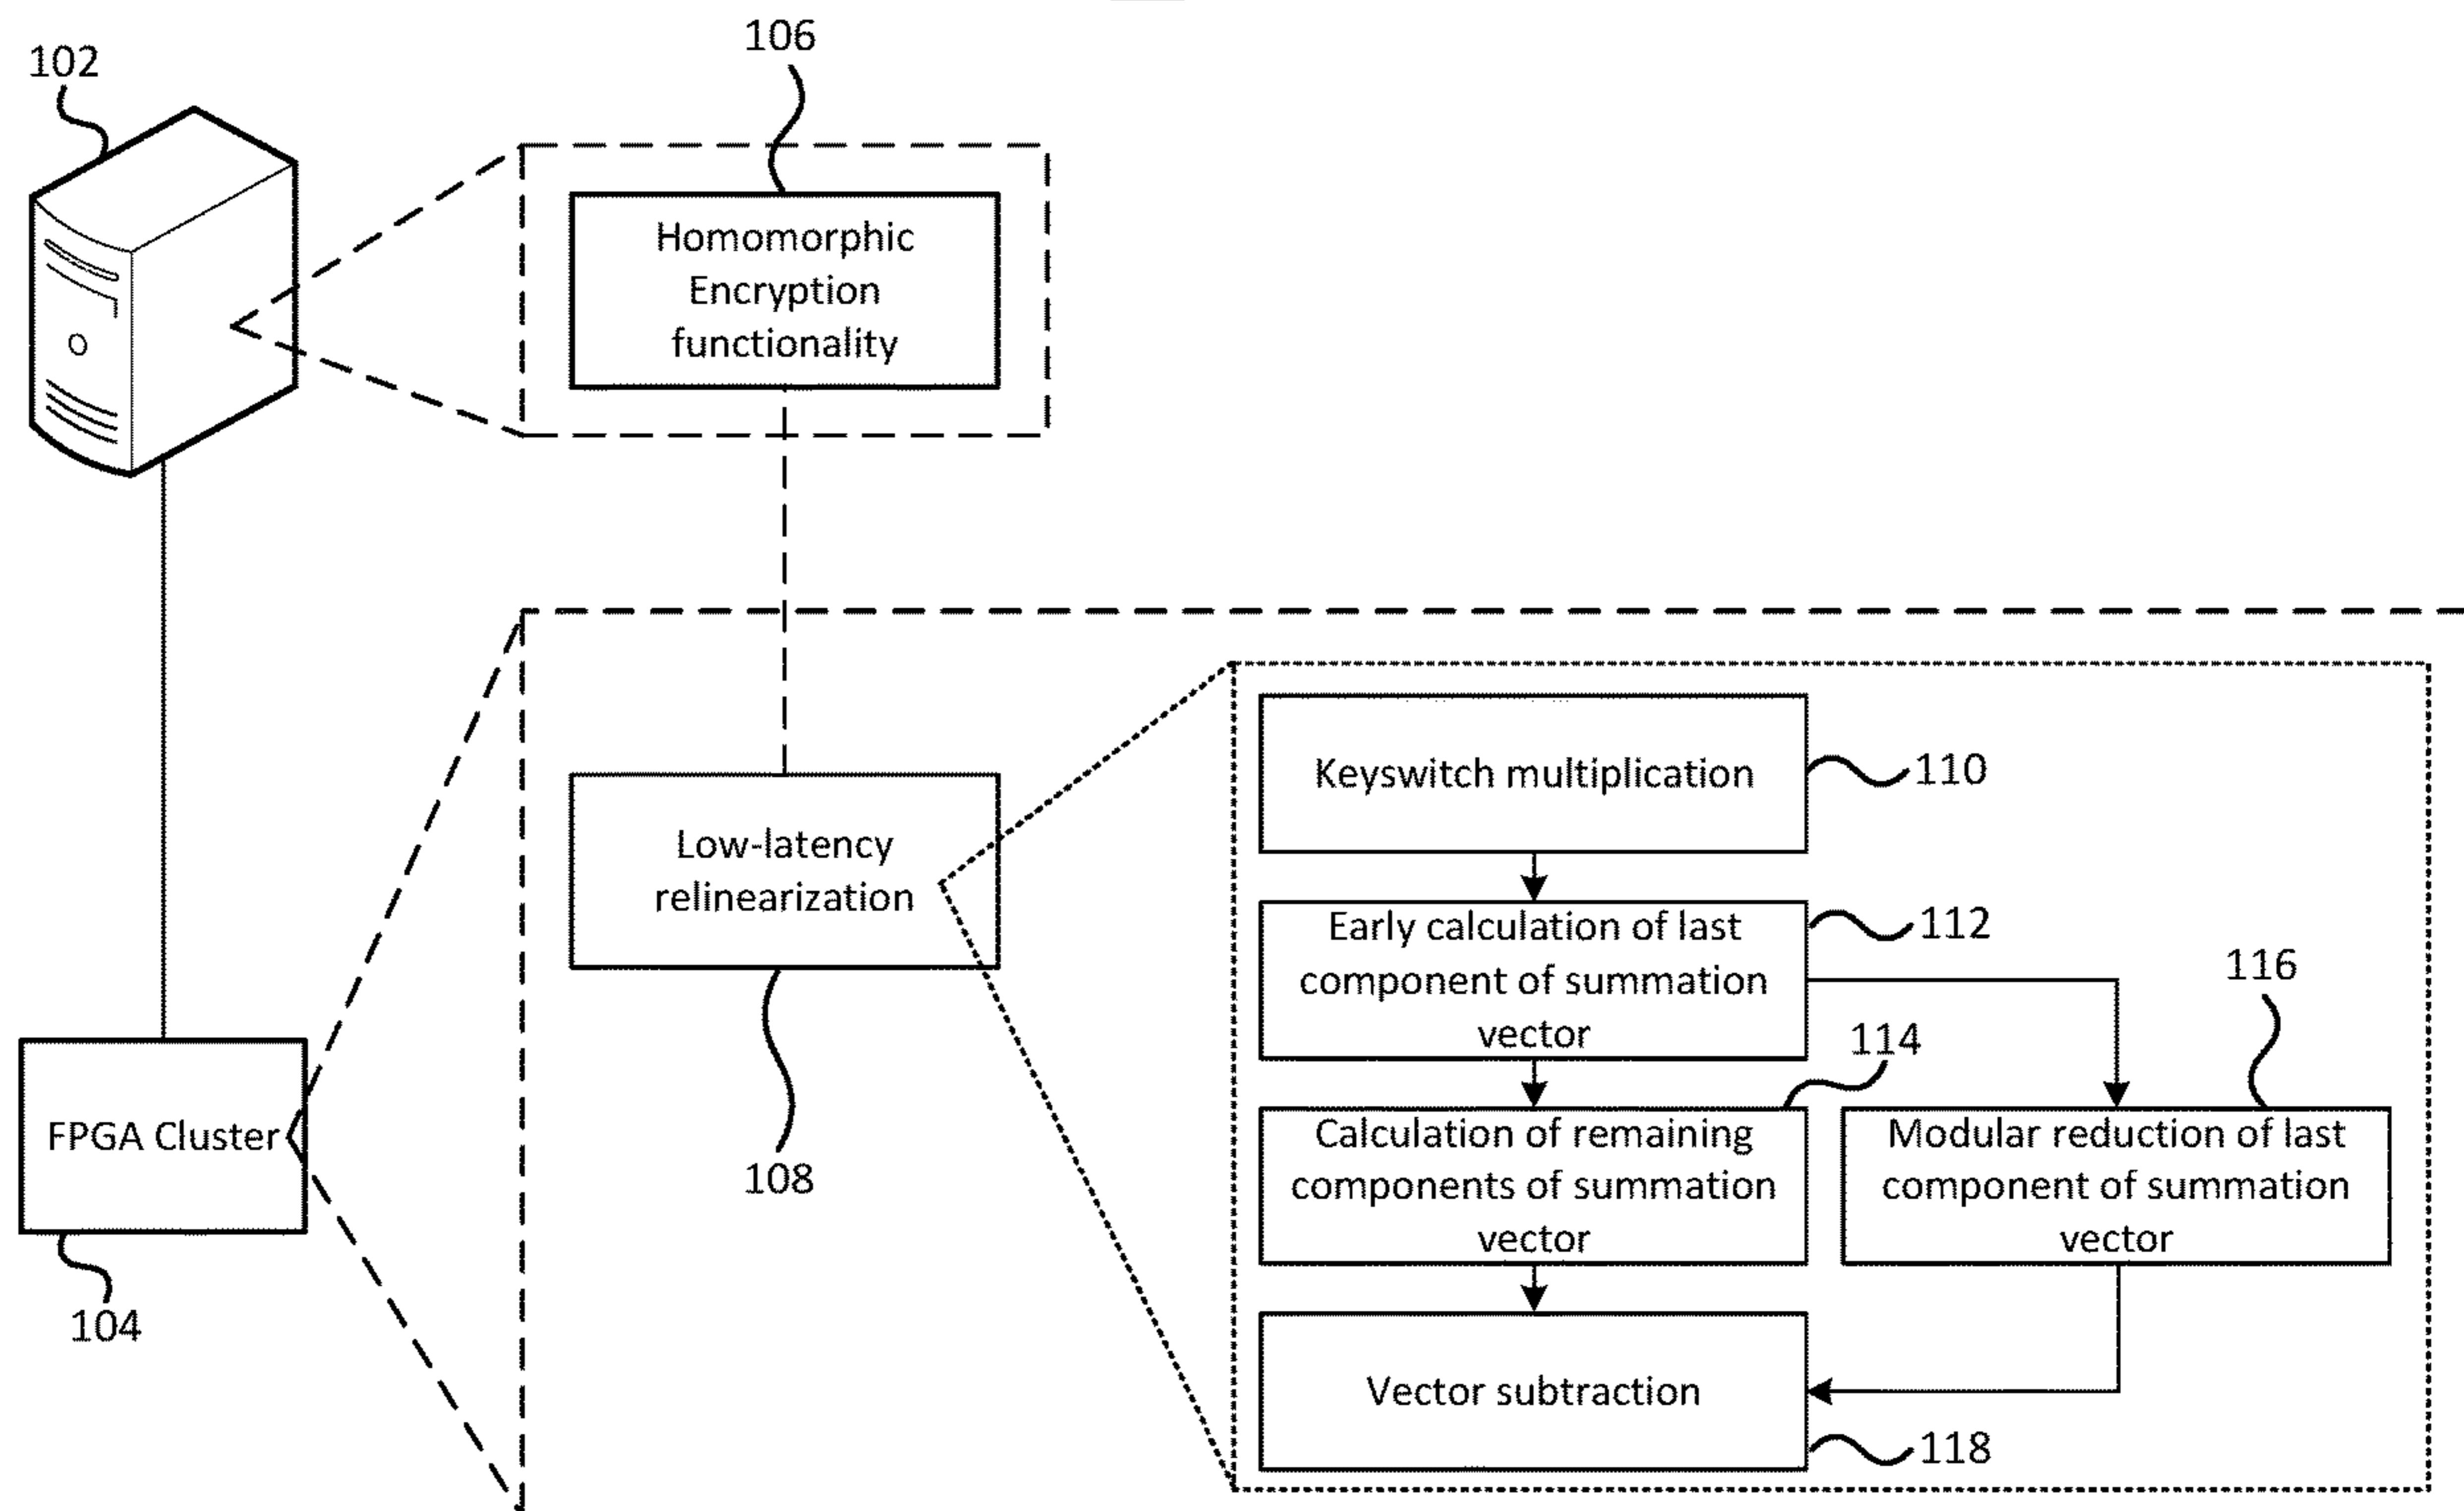 106
102
Homomorphic
Encryption
functionality
Keyswitch multiplication
110
Low-latency
relinearization
108
Early calculation of last
component of summation
vector
112
116
114
FPGA Cluster
104
Calculation of remaining
components of summation
vector
Modular reduction of last
component of summation
vector
Vector subtraction
118